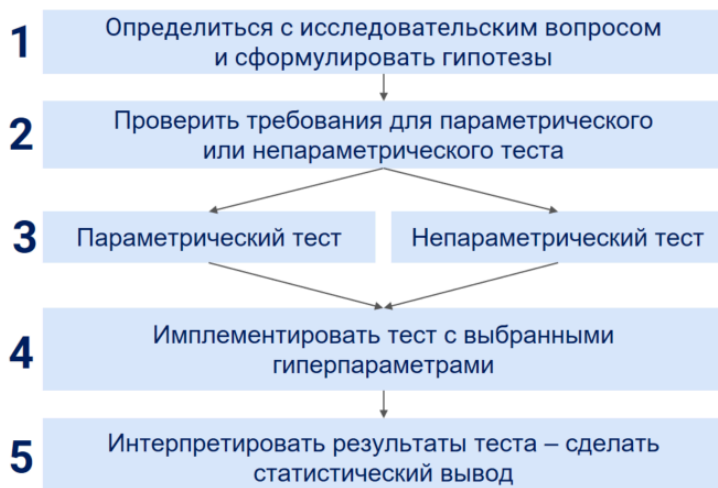 1
Определиться с исследовательским вопросом
и сформулировать гипотезы
2
Проверить требования для параметрического
или непараметрического теста
3
Параметрический тест
Непараметрический тест
4
Имплементировать тест с выбранными
гиперпараметрами
5
Интерпретировать результаты теста – сделать
статистический вывод